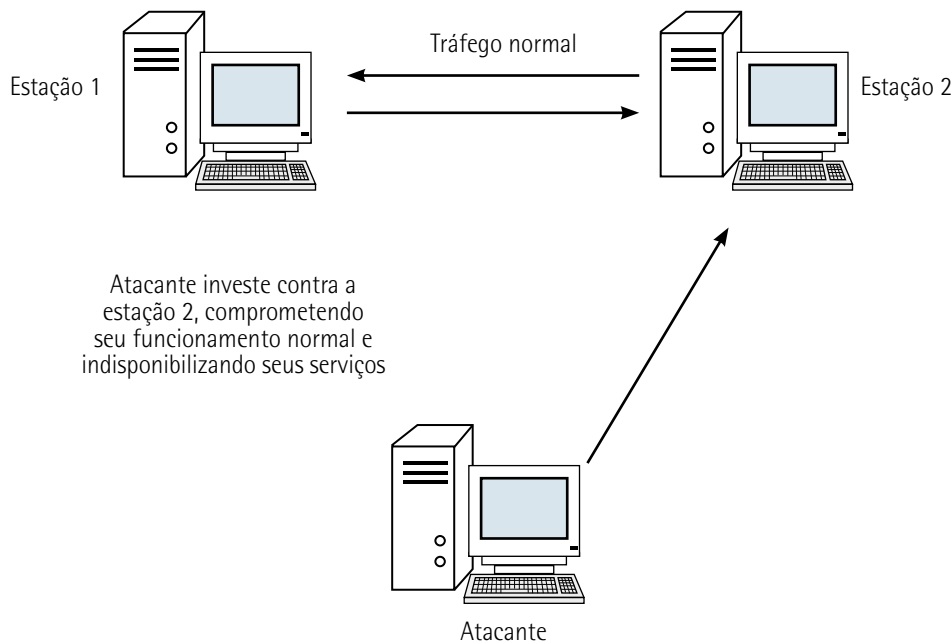 Tráfego normal
Estação 1
Estação 2
Atacante investe contra a
estação 2, comprometendo
seu funcionamento normal e
indisponibilizando seus serviços
Atacante